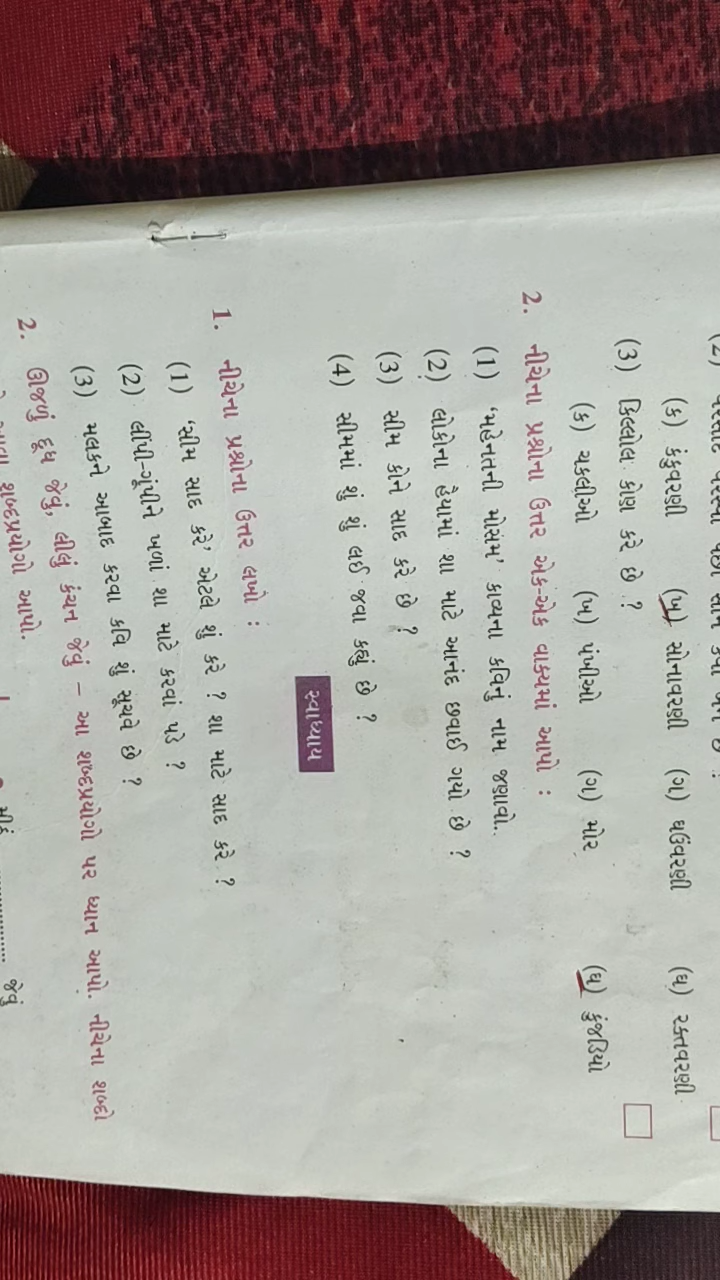 (ક) કંકુવરણી (ખ) સોનાવરણી (ગ) ઘઉંવરણી (ઘ) રક્તવરણી
(3) કિલ્લોલ કોણ કરે છે ?
(ક) ચકલીઓ (ખ) પંખીઓ (ગ) મોર (ઘ) કુંજડિયો
2. નીચેના પ્રશ્નોના ઉત્તર એક-એક વાક્યમાં આપો :
(1) 'મહેનતની મોસમ' કાવ્યના કવિનું નામ જણાવો.
(2) લોકોના હૈયામાં શા માટે આનંદ છવાઈ ગયો છે ?
(3) સીમ કોને સાદ કરે છે ?
(4) સીમમાં શું શું લઈ જવા કહ્યું છે ?
સ્વાધ્યાય
1. નીચેના પ્રશ્નોના ઉત્તર લખો :
(1) 'સીમ સાદ કરે' એટલે શું કરે ? શા માટે સાદ કરે ?
(2) લીપી-ગૂંપીને ખળાં શા માટે કરવાં પડે ?
(3) મલકને આબાદ કરવા કવિ શું સૂચવે છે ?
2. ઊજળું દૂધ જેવું, લીલું કંચન જેવું – આ શબ્દપ્રયોગો પર ધ્યાન આપો. નીચેના શબ્દો
શબ્દપ્રયોગો આપો.
જેવું